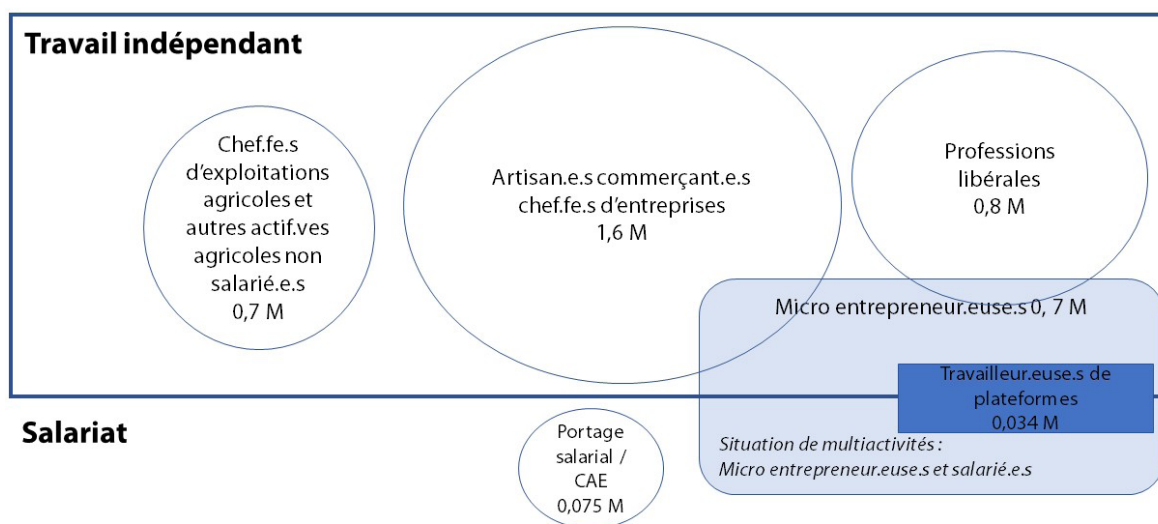 Travail indépendant
Chef.fe.s
d'exploitations
agricoles et
autres actif.ves
agricoles non
salarié.e.s
0,7 M
Artisan.e.s commerçant.e.s
chef.fe.s d'entreprises
1,6 M
Professions
libérales
0,8 M
Micro entrepreneur.euse.s 0, 7 M
Travailleur.euse.s de
plateformes
0,034 M
Situation de multiactivités :
Micro entrepreneur.euse.s et salarié.e.s
Salariat
Portage
salarial /
CAE
0,075 M